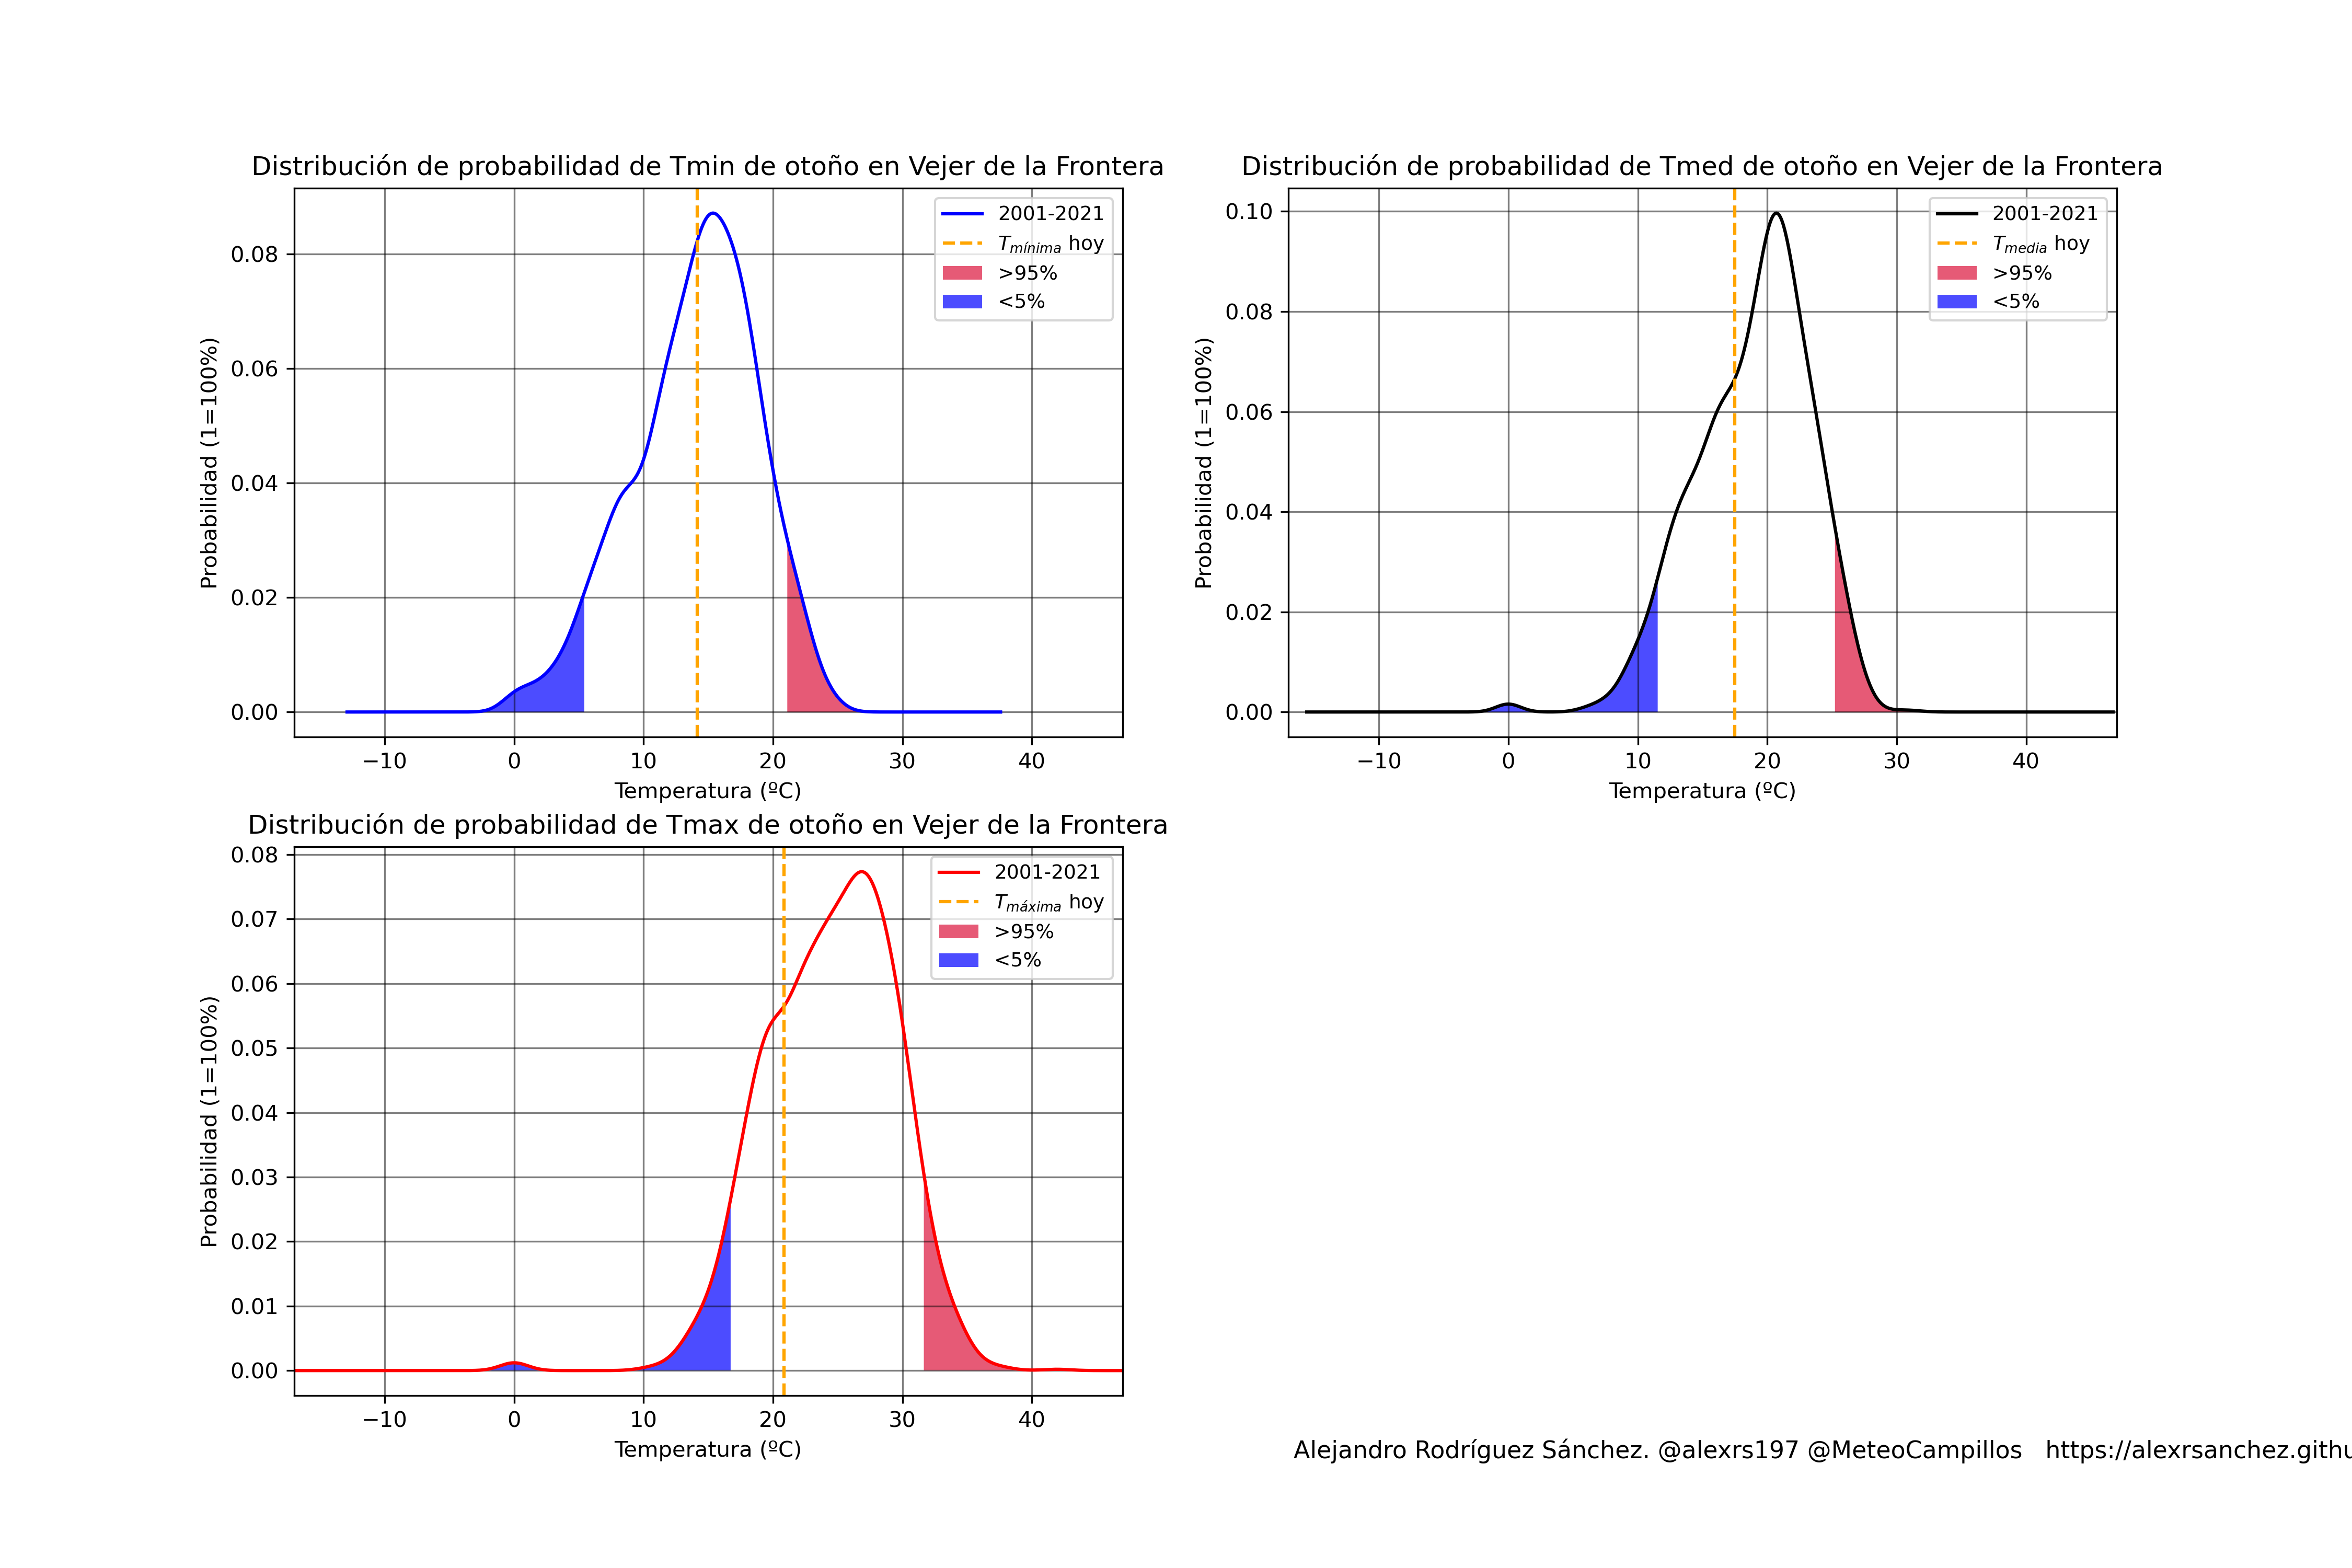 Distribución de probabilidad de Tmin de otoño en Vejer de la Frontera
Probabilidad (1=100%)
0.08
0.06
0.04
0.02
0.00
2001-2021
Tmínima hoy
>95%
<5%
−10 0 10 20 30 40
Temperatura (ºC)
Distribución de probabilidad de Tmed de otoño en Vejer de la Frontera
Probabilidad (1=100%)
0.10
0.08
0.06
0.04
0.02
0.00
2001-2021
Tmedia hoy
>95%
<5%
−10 0 10 20 30 40
Temperatura (ºC)
Distribución de probabilidad de Tmax de otoño en Vejer de la Frontera
Probabilidad (1=100%)
0.08
0.07
0.06
0.05
0.04
0.03
0.02
0.01
0.00
2001-2021
Tmáxima hoy
>95%
<5%
−10 0 10 20 30 40
Temperatura (ºC)
Alejandro Rodríguez Sánchez. @alexrs197 @MeteoCampillos https://alexrsanchez.githu